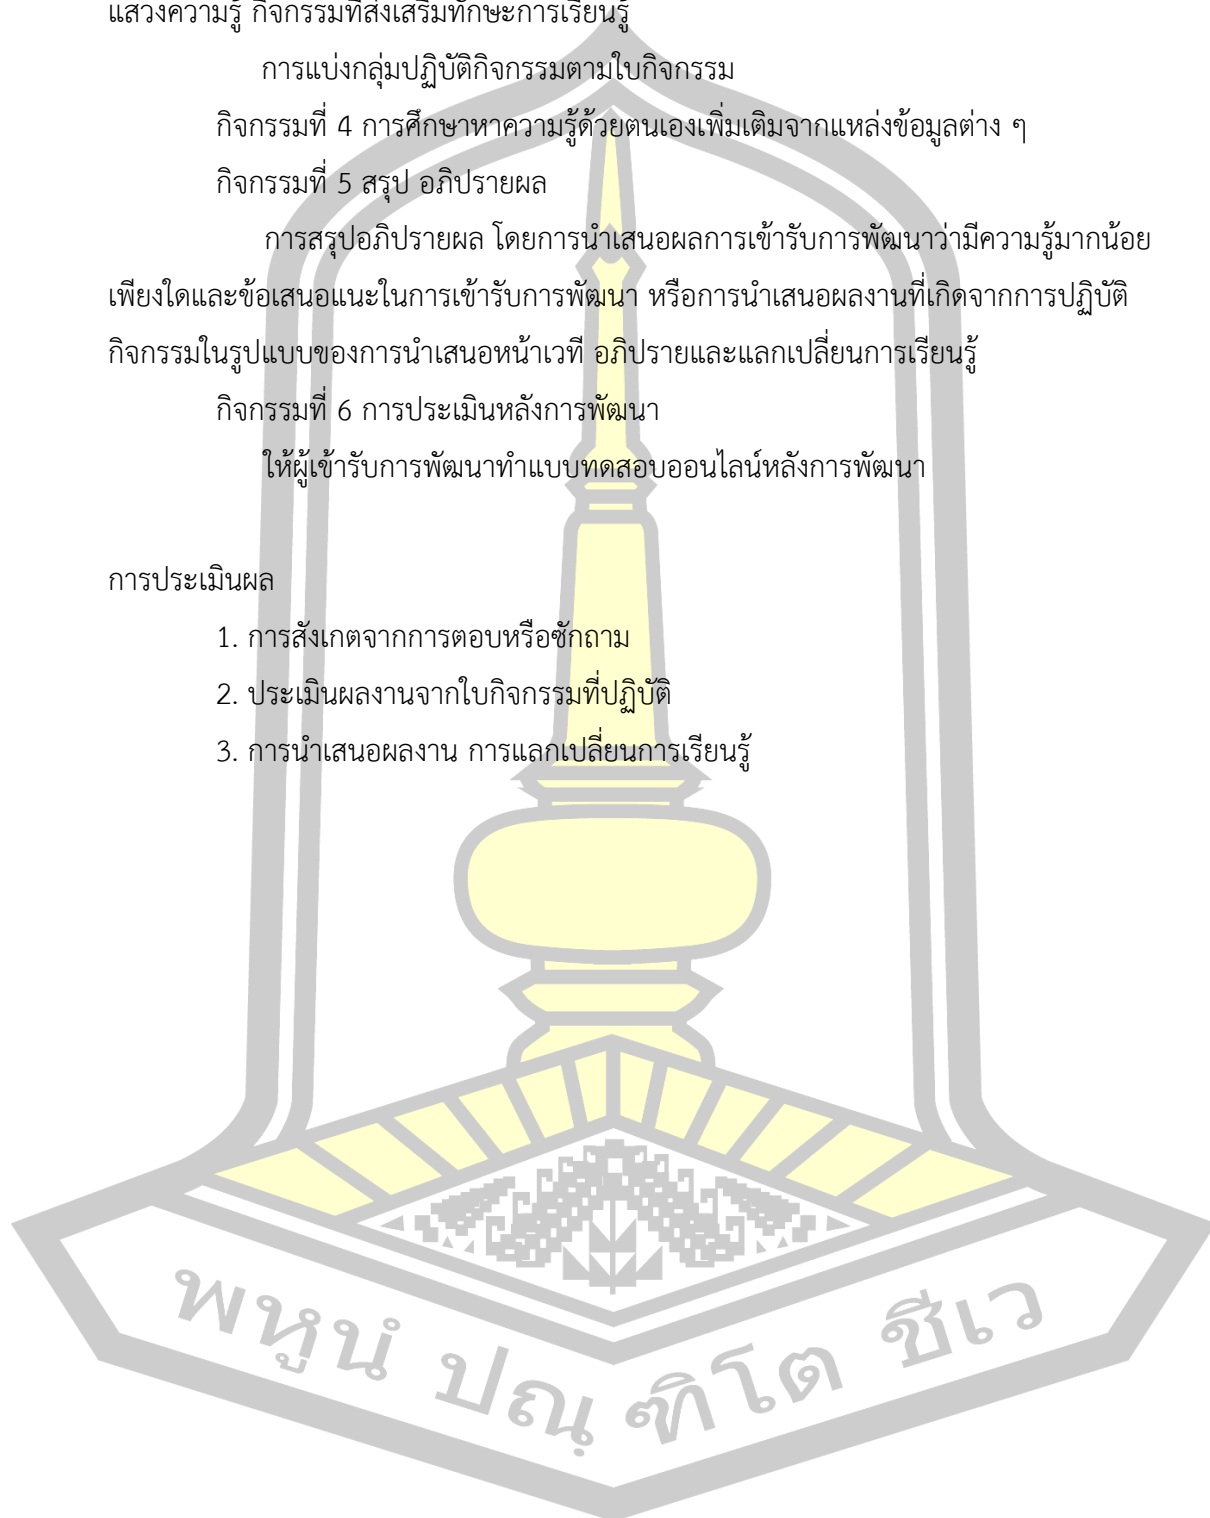 แสวงความรู้ กิจกรรมที่ส่งเสริมทักษะการเรียนรู้
การแบ่งกลุ่มปฏิบัติกิจกรรมตามใบกิจกรรม
กิจกรรมที่ 4 การศึกษาหาความรู้ด้วยตนเองเพิ่มเติมจากแหล่งข้อมูลต่าง ๆ
กิจกรรมที่ 5 สรุป อภิปรายผล
การสรุปอภิปรายผล โดยการนำเสนอผลการเข้ารับการพัฒนาว่ามีความรู้มากน้อย
เพียงใดและข้อเสนอแนะในการเข้ารับการพัฒนา หรือการนำเสนอผลงานที่เกิดจากการปฏิบัติ
กิจกรรมในรูปแบบของการนำเสนอหน้าเวที อภิปรายและแลกเปลี่ยนการเรียนรู้
กิจกรรมที่ 6 การประเมินหลังการพัฒนา
ให้ผู้เข้ารับการพัฒนาทำแบบทดสอบออนไลน์หลังการพัฒนา
การประเมินผล
1. การสังเกตจากการตอบหรือซักถาม
2. ประเมินผลงานจากใบกิจกรรมที่ปฏิบัติ
3. การนำเสนอผลงาน การแลกเปลี่ยนการเรียนรู้
พหูนํ ปณฺฑิโต ชีเว